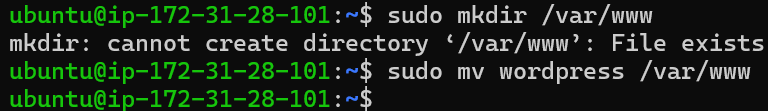 ubuntu@ip-172-31-28-101:~$ sudo mkdir /var/www
mkdir: cannot create directory ‘/var/www’: File exists
ubuntu@ip-172-31-28-101:~$ sudo mv wordpress /var/www
ubuntu@ip-172-31-28-101:~$